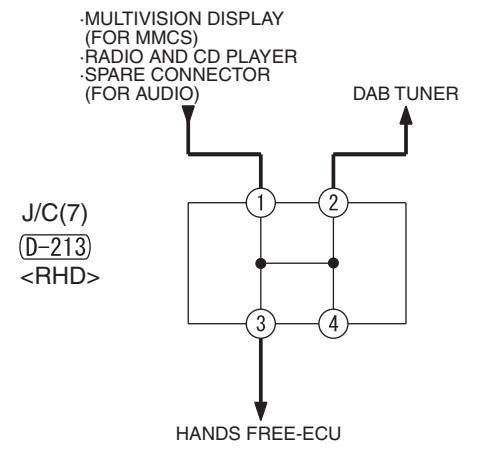 ·MULTIVISION DISPLAY
(FOR MMCS)
·RADIO AND CD PLAYER
·SPARE CONNECTOR
(FOR AUDIO)
DAB TUNER
1
2
J/C(7)
D-213
<RHD>
3
4
HANDS FREE-ECU